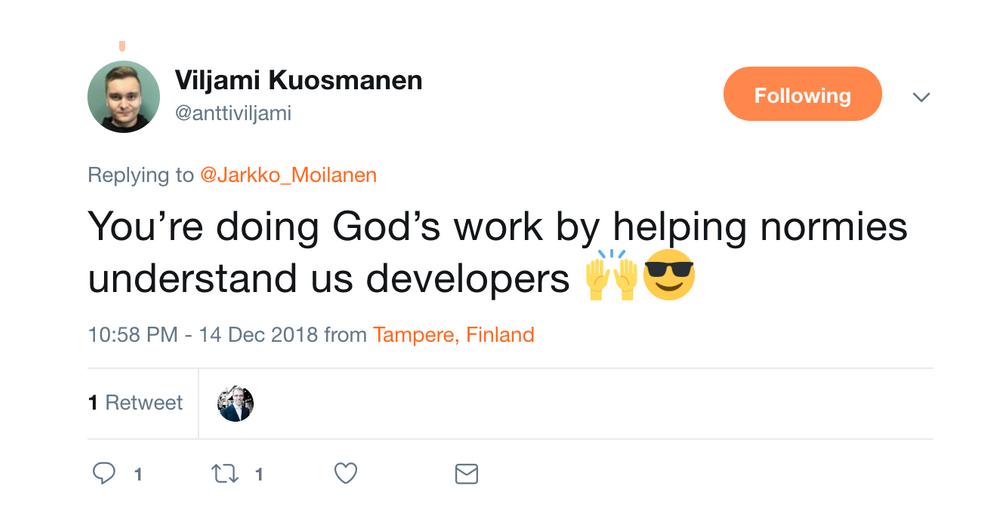 Viljami Kuosmanen
@anttiviljami
Following
Replying to @Jarkko_Moilanen
You’re doing God’s work by helping normies
understand us developers 🙌😎
10:58 PM - 14 Dec 2018 from Tampere, Finland
1 Retweet
1 1